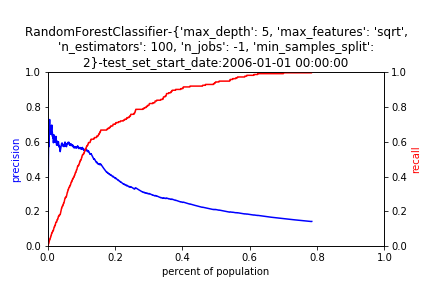 RandomForestClassifier-{'max_depth': 5, 'max_features': 'sqrt',
'n_estimators': 100, 'n_jobs': -1, 'min_samples_split':
2}-test_set_start_date:2006-01-01 00:00:00
1.0
0.8
0.6
0.4
0.2
0.0
precision
1.0
0.8
0.6
0.4
0.2
0.0
recall
0.0 0.2 0.4 0.6 0.8 1.0
percent of population